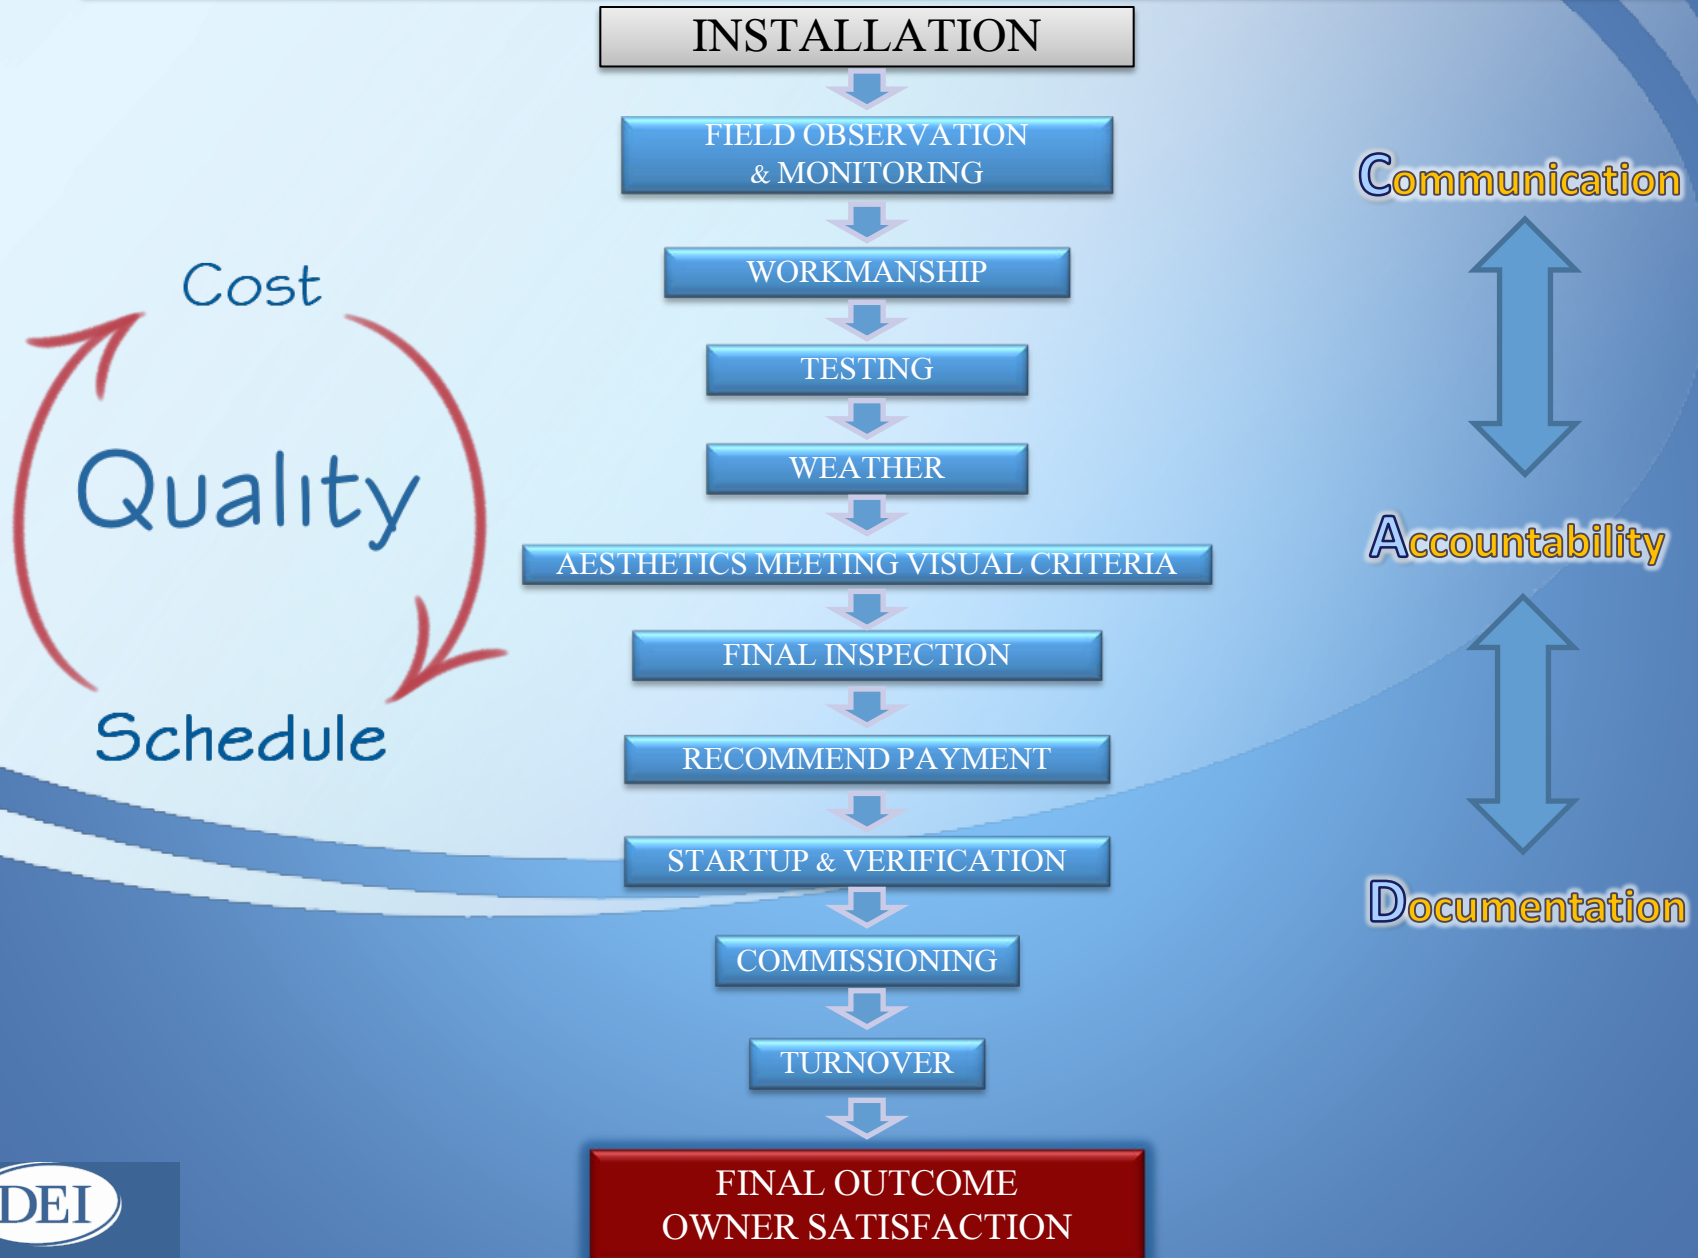 INSTALLATION
FIELD OBSERVATION
& MONITORING
WORKMANSHIP
TESTING
WEATHER
AESTHETICS MEETING VISUAL CRITERIA
FINAL INSPECTION
RECOMMEND PAYMENT
STARTUP & VERIFICATION
COMMISSIONING
TURNOVER
FINAL OUTCOME
OWNER SATISFACTION
Cost
Quality
Schedule
Communication
Accountability
Documentation
DEI